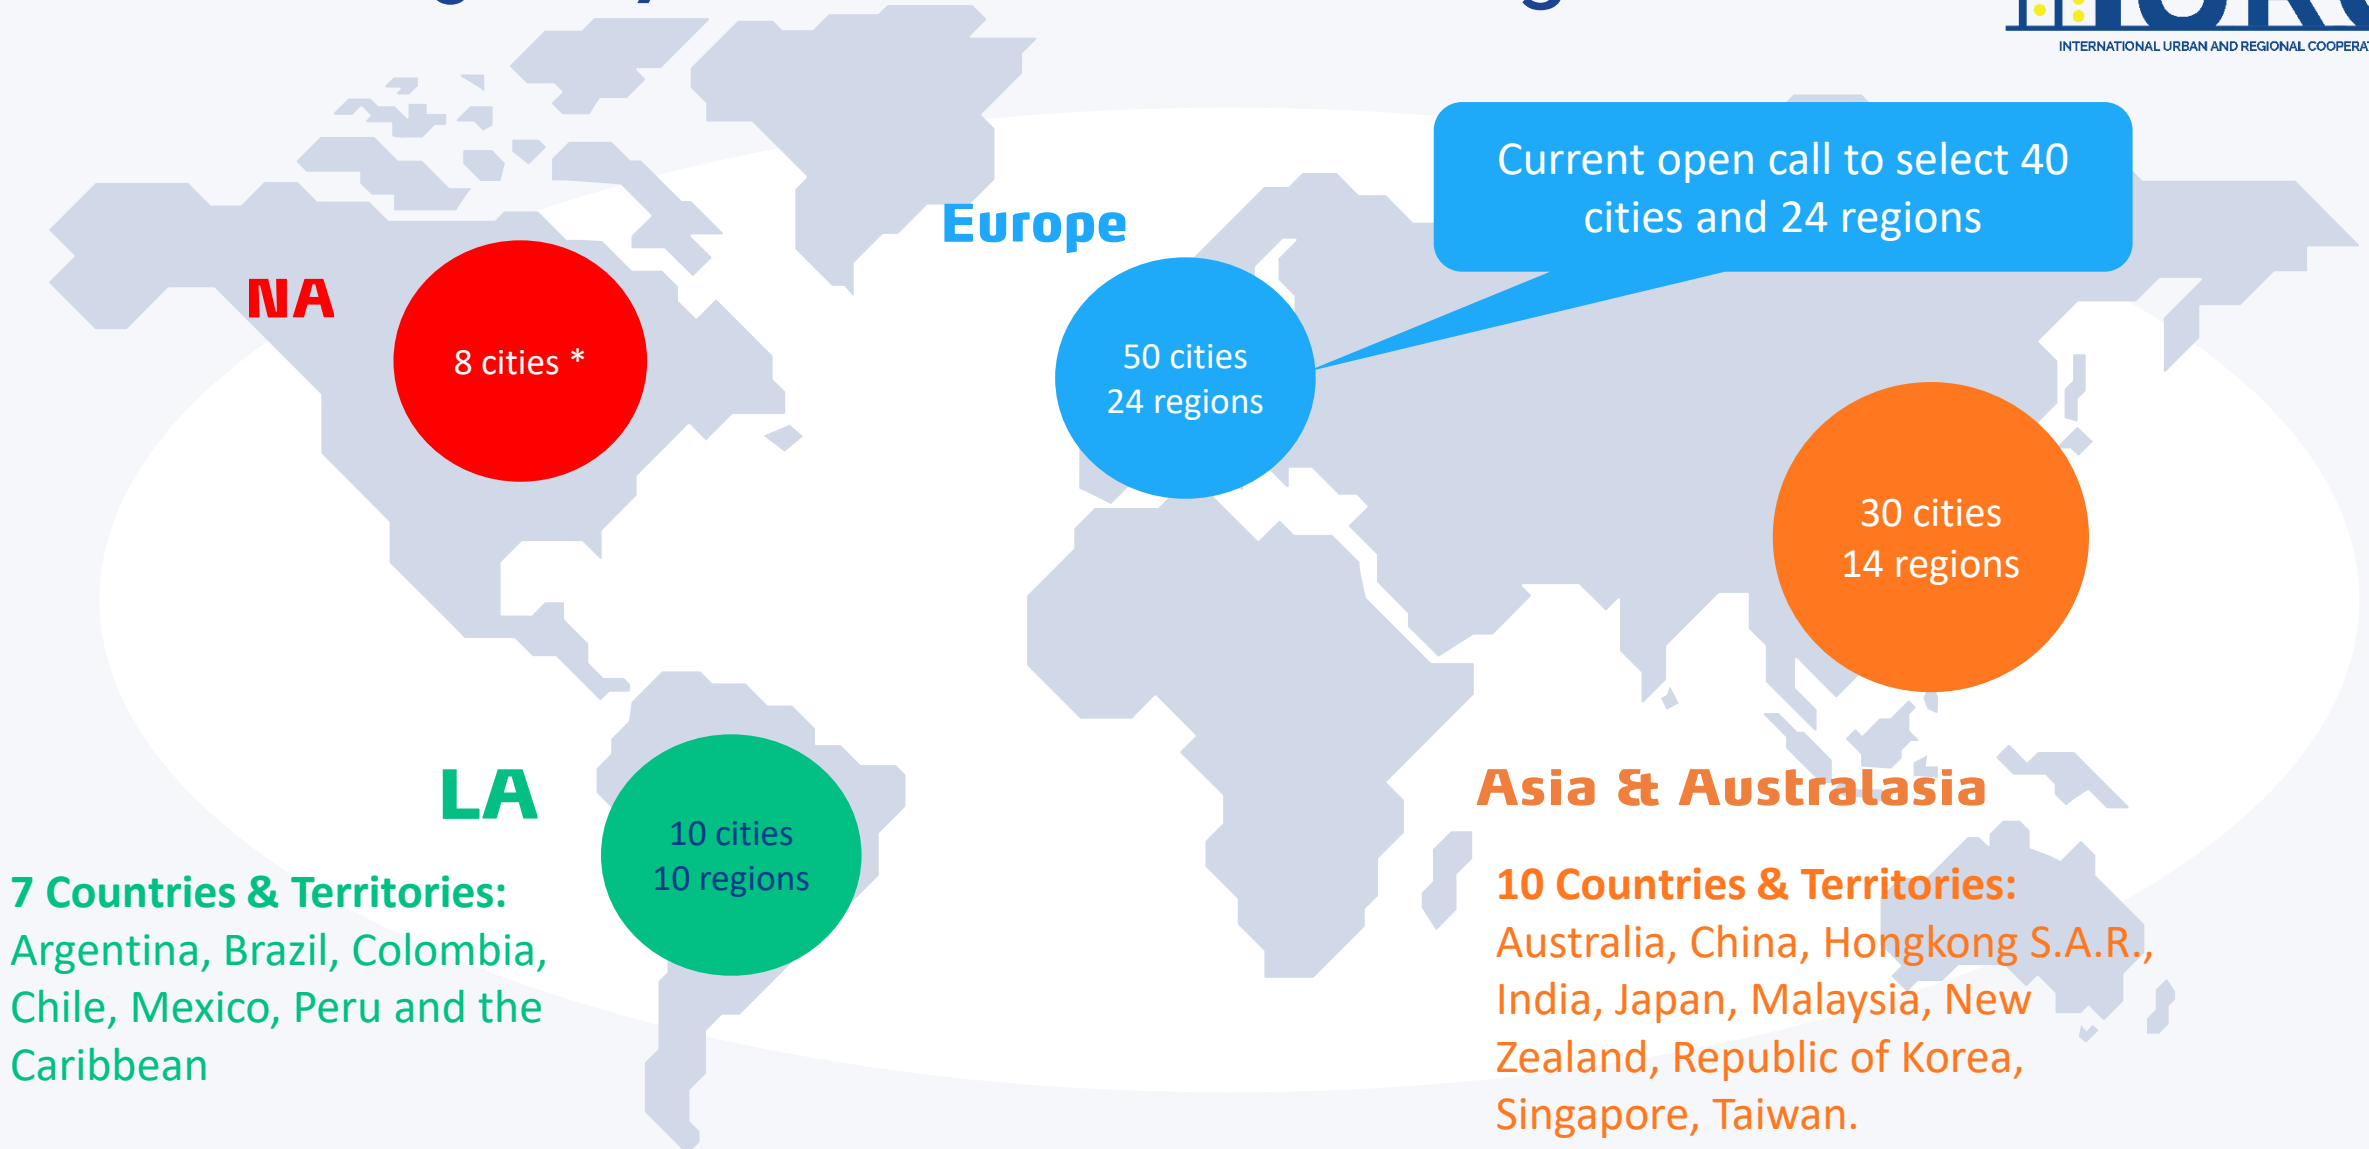 INTERNATIONAL URBAN AND REGIONAL
Current open call to select 40
cities and 24 regions
Europe
NA
8 cities *
50 cities
24 regions
30 cities
14 regions
LA
10 cities
10 regions
Asia & Australasia
7 Countries & Territories:
Argentina, Brazil, Colombia,
Chile, Mexico, Peru and the
Caribbean
10 Countries & Territories:
Australia, China, Hongkong S.A.R.,
India, Japan, Malaysia, New
Zealand, Republic of Korea,
Singapore, Taiwan.